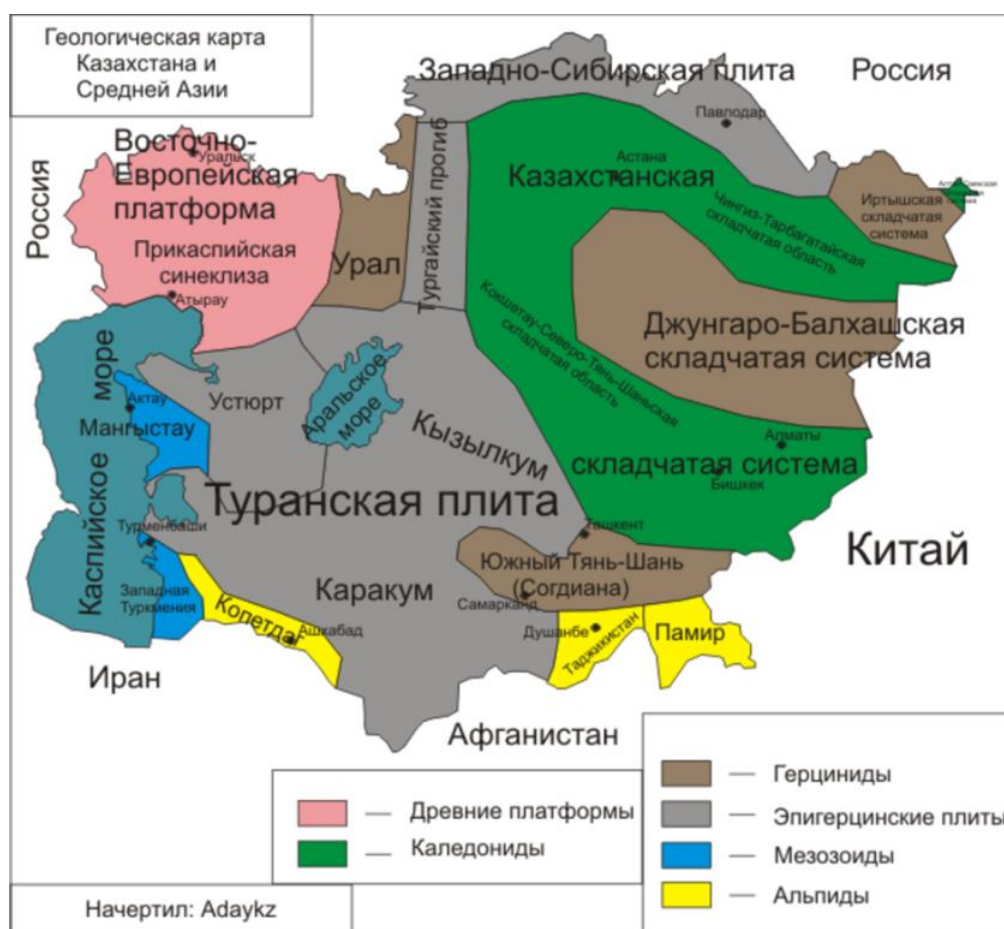 Геологическая карта
Казахстана и
Средней Азии
Западно-Сибирская плита
Россия
Павлодар
Восточно-
Уральск
Европейская
платформа
Россия
Прикаспийская
синеклиза
Атырау
Урал
Тургайский прогиб
Астана
Казахстанская
Чингиз-Тарбагатайская
складчатая область
Иртышская
складчатая
система
Кокшетау-Северо-Тянь-Шаньская
складчатая область
Джунгаро-Балхашская
складчатая система
Каспийское море
Актау
Мангыстау
Устюрт
Аральское
море
Кызылкум
Алматы
складчатая система
Бишкек
Туранская плита
Туркменбаши
Ташкент
Китай
Южный Тянь-Шань
(Согдиана)
Каракум
Западная
Туркмения
Самарканд
Копетдаг
Ашхабад
Душанбе
Таджикистан
Памир
Иран
Афганистан
Древние платформы
Каледониды
Герциниды
Эпигерцинские плиты
Мезозоиды
Альпиды
Начертил: Adaykz